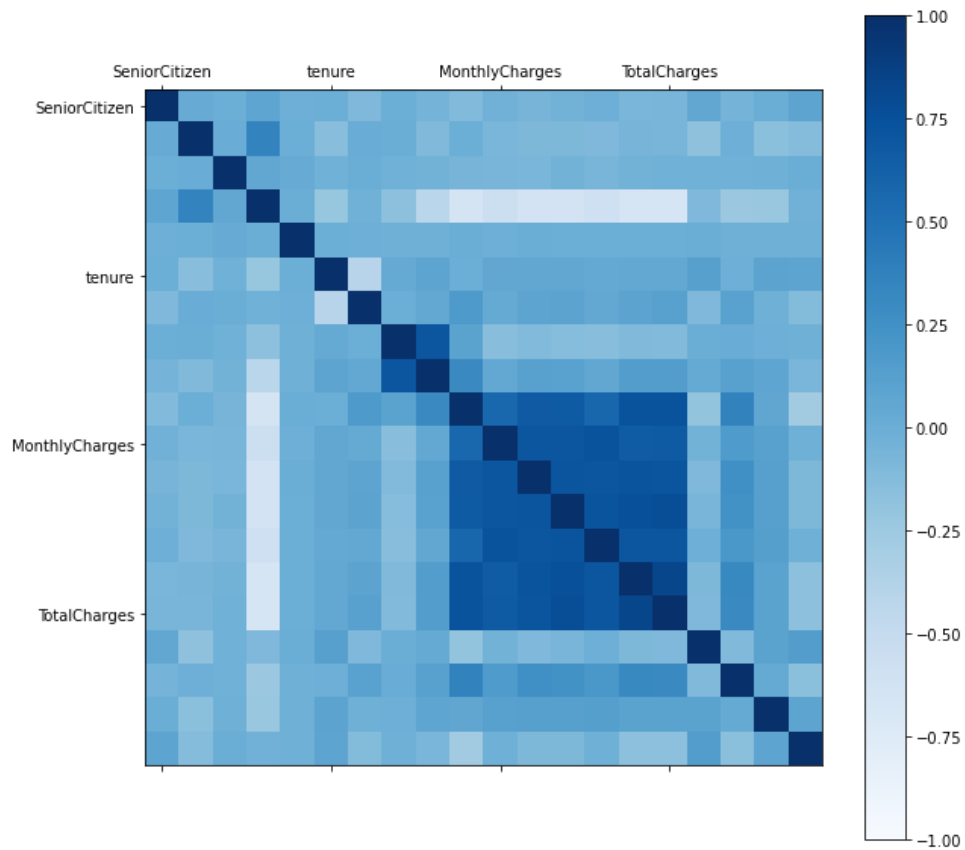 1.00
SeniorCitizen tenure MonthlyCharges TotalCharges
SeniorCitizen
0.75
0.50
tenure
0.25
0.00
MonthlyCharges
−0.25
−0.50
TotalCharges
−0.75
−1.00